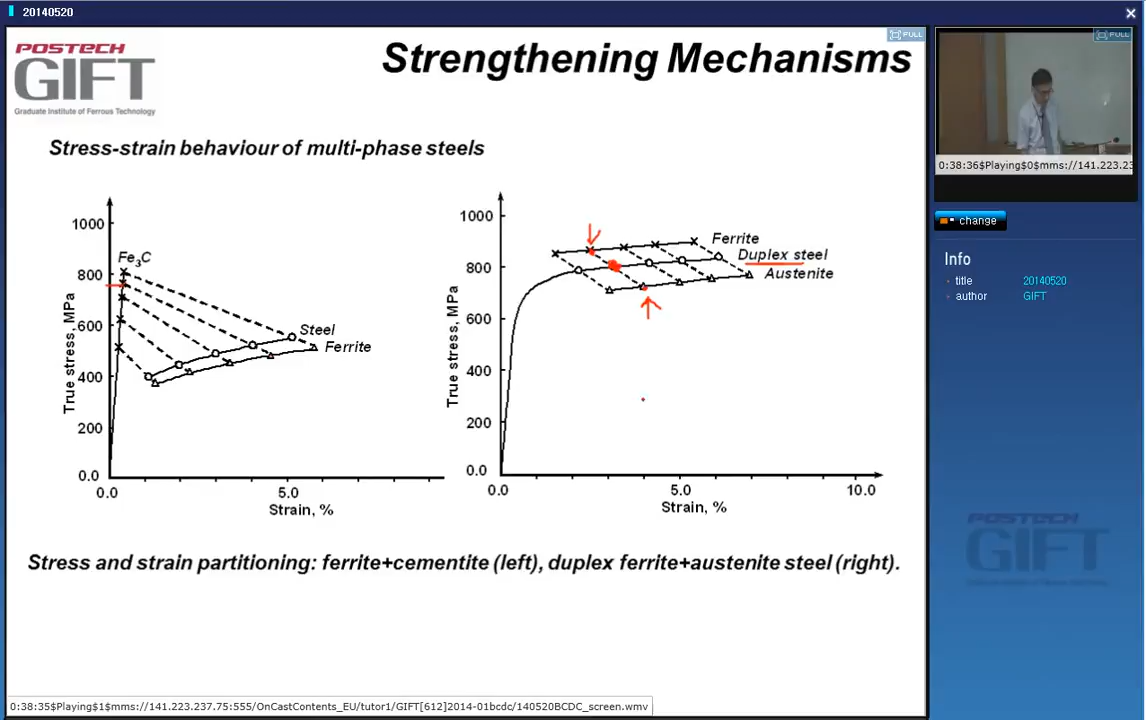 20140520
POSTECH
GIFT
Graduate Institute of Ferrous Technology
Strengthening Mechanisms
FULL
FULL
Stress-strain behaviour of multi-phase steels
0:38:36$Playing$0$mms://141.223.23
change
Info
title 20140520
author GIFT
1000
800
600
400
200
0.0
True stress, MPa
Fe3C
Steel
Ferrite
0.0
5.0
Strain, %
1000
800
600
400
200
0.0
True stress, MPa
Ferrite
Duplex steel
Austenite
0.0
5.0
10.0
Strain, %
Stress and strain partitioning: ferrite+cementite (left), duplex ferrite+austenite steel (right).
POSTECH
GIFT
0:38:35$Playing$1$mms://141.223.237.75:555/OnCastContents_EU/tutor1/GIFT[612]2014-01bcdc/140520BCDC_screen.wmv